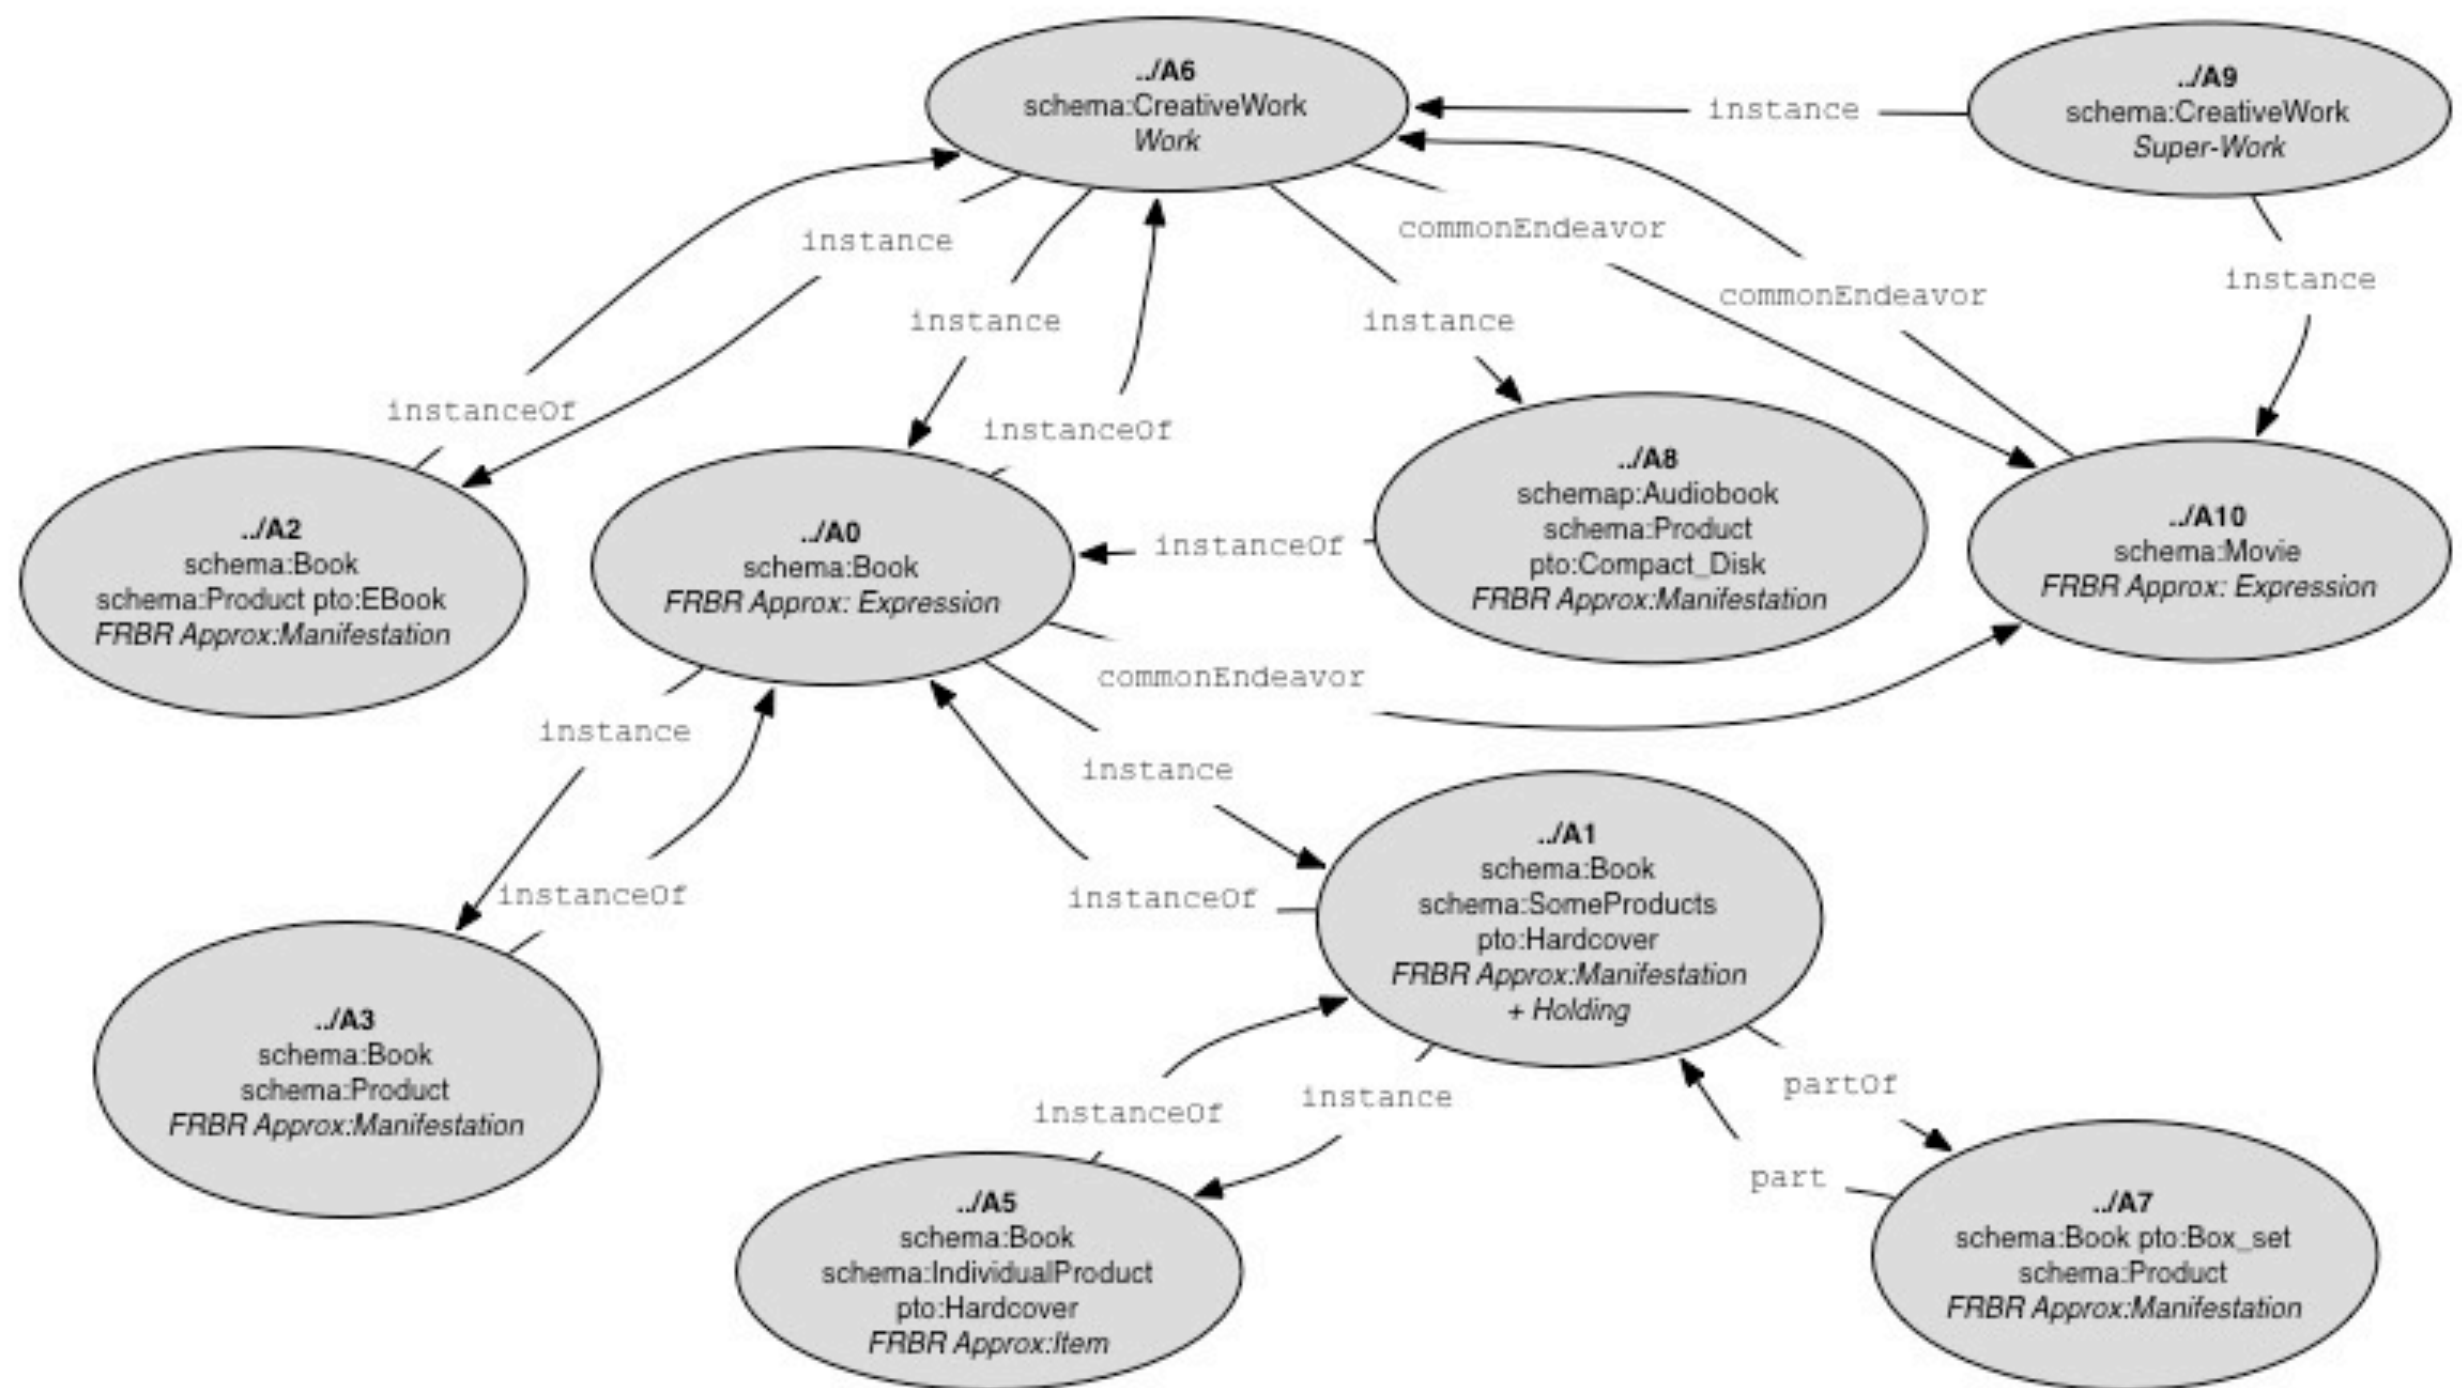 ../A6
schema:CreativeWork
Work
../A9
schema:CreativeWork
Super-Work
instance
commonEndeavor
instance
instance
commonEndeavor
instance
instance
instanceOf
instanceOf
../A2
schema:Book
schema:Product pto:EBook
FRBR Approx:Manifestation
../A0
schema:Book
FRBR Approx: Expression
instanceOf
../A8
schemap:Audiobook
schema:Product
pto:Compact_Disk
FRBR Approx:Manifestation
../A10
schema:Movie
FRBR Approx: Expression
commonEndeavor
instance
instance
instanceOf
instanceOf
../A1
schema:Book
schema:SomeProducts
pto:Hardcover
FRBR Approx:Manifestation
+ Holding
../A3
schema:Book
schema:Product
FRBR Approx:Manifestation
instanceOf
instance
partOf
part
../A5
schema:Book
schema:IndividualProduct
pto:Hardcover
FRBR Approx:Item
../A7
schema:Book pto:Box_set
schema:Product
FRBR Approx:Manifestation